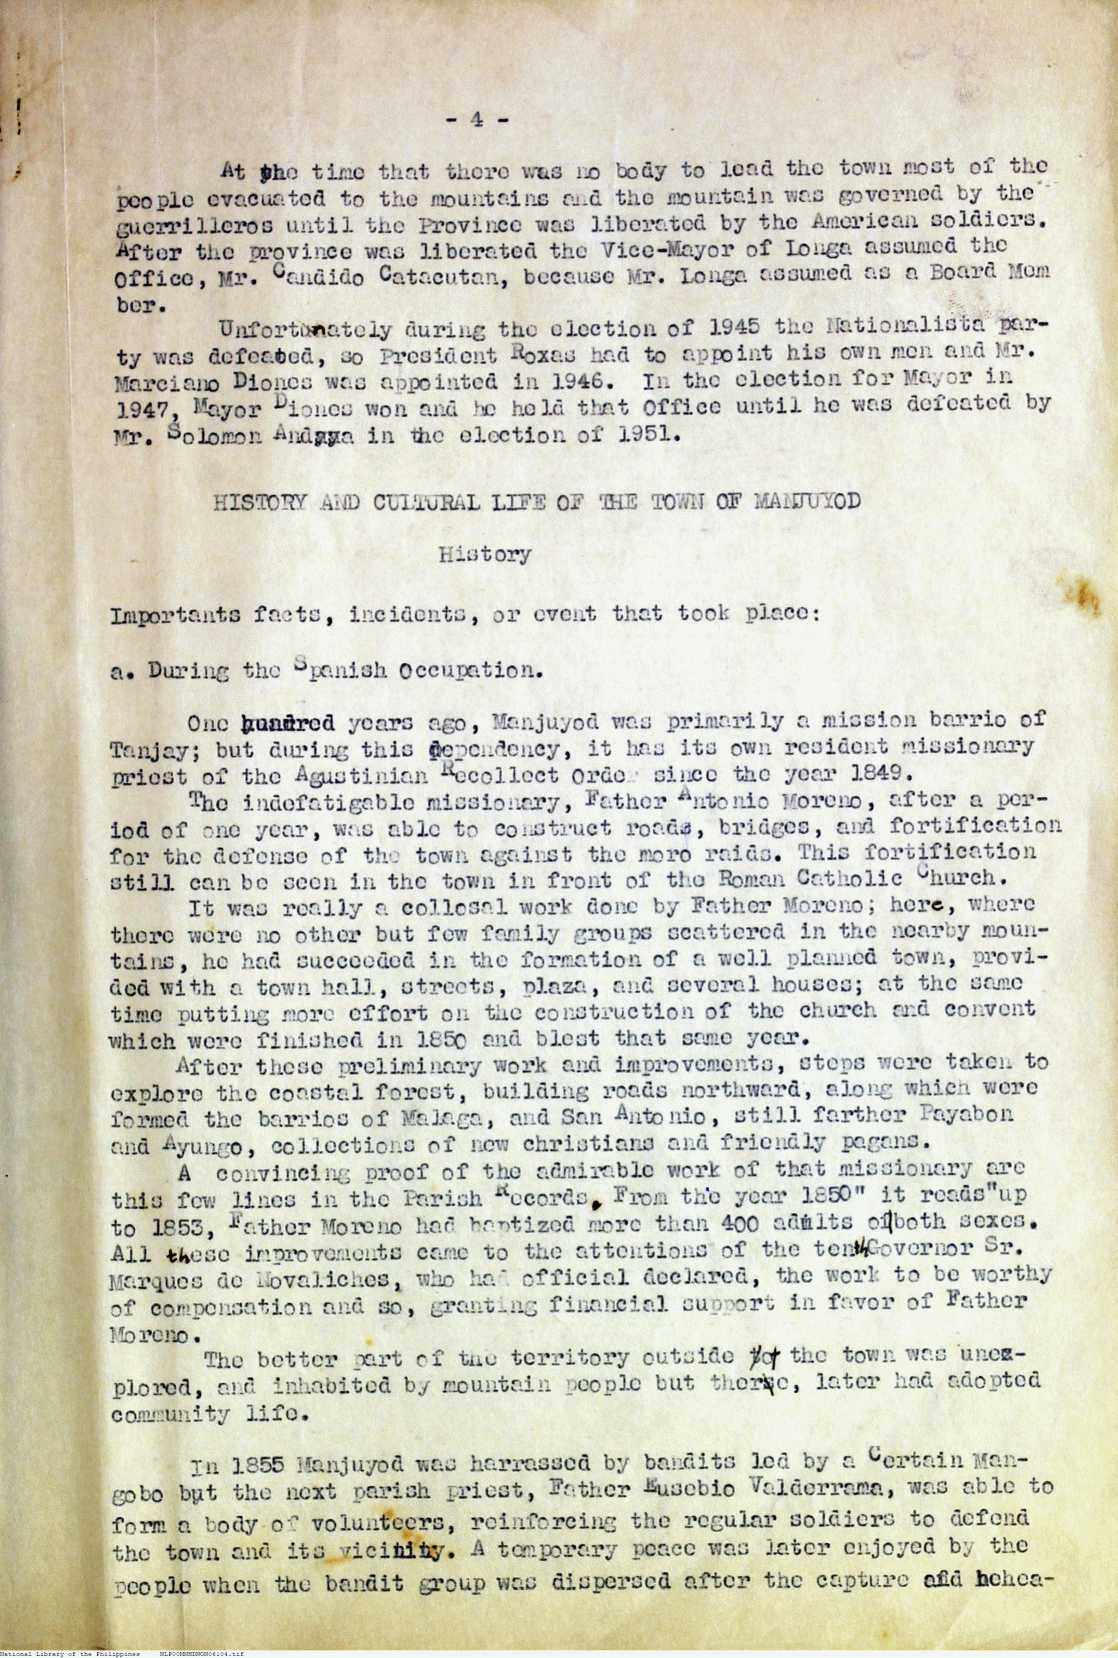 - 4 -
At the time that there was no body to lead the town most of the
people evacuated to the mountains and the mountain was governed by the
guerrilleros until the Province was liberated by the American soldiers.
After the province was liberated the Vice-Mayor of Longa assumed the
Office, Mr. Candido Catacutan, because Mr. Longa assumed as a Board Mem
ber.
Unfortunately during the election of 1945 the Nationalista par-
ty was defeated, so President Roxas had to appoint his own men and Mr.
Marciano Diones was appointed in 1946. In the election for Mayor in
1947, Mayor Diones won and he held that Office until he was defeated by
Mr. Solomon in the election of 1951.
HISTORY AND CULTURAL LIFE OF THE TOWN OF MANJUYOD
History
Importants facts, incidents, or event that took place:
a. During the Spanish Occupation.
One hundred years ago, Manjuyod was primarily a mission barrio of
Tanjay; but during this dependency, it has its own resident missionary
priest of the Agustinian Recollect Order since the year 1849.
The indefatigable missionary, Father Antonio Moreno, after a per-
iod of one year, was able to construct roads, bridges, and fortification
for the defense of the town against the moro raids. This fortification
still can be seen in the town in front of the Roman Catholic Church.
It was really a collosal work done by Father Moreno; here, where
there were no other but few family groups scattered in the nearby moun-
tains, he had succeeded in the formation of a well planned town, provi-
ded with a town hall, streets, plaza, and several houses; at the same
time putting more effort on the construction of the church and convent
which were finished in 1850 and blest that same year.
After these preliminary work and improvements, steps were taken to
explore the coastal forest, building roads northward, along which were
formed the barrios of Malaga, and San Antonio, still farther Payabon
and Ayungo, collections of new christians and friendly pagans.
A convincing proof of the admirable work of that missionary are
this few lines in the Parish Records. From the year 1850" it reads"up
to 1853, Father Moreno had baptized more than 400 adults of both sexes.
All these improvements came to the attentions of the tenth Governor Sr.
Marques de Novaliches, who had official declared, the work to be worthy
of compensation and so, granting financial support in favor of Father
Moreno.
The better part of the territory outside of the town was unex-
plored, and inhabited by mountain people but these, later had adopted
community life.
In 1855 Manjuyod was harrassed by bandits led by a Certain Man-
gobo but the next parish priest, Father Eusebio Valderrama, was able to
form a body of volunteers, reinforcing the regular soldiers to defend
the town and its vicinity. A temporary peace was later enjoyed by the
people when the bandit group was dispersed after the capture and behea-
National Library of the Philippines